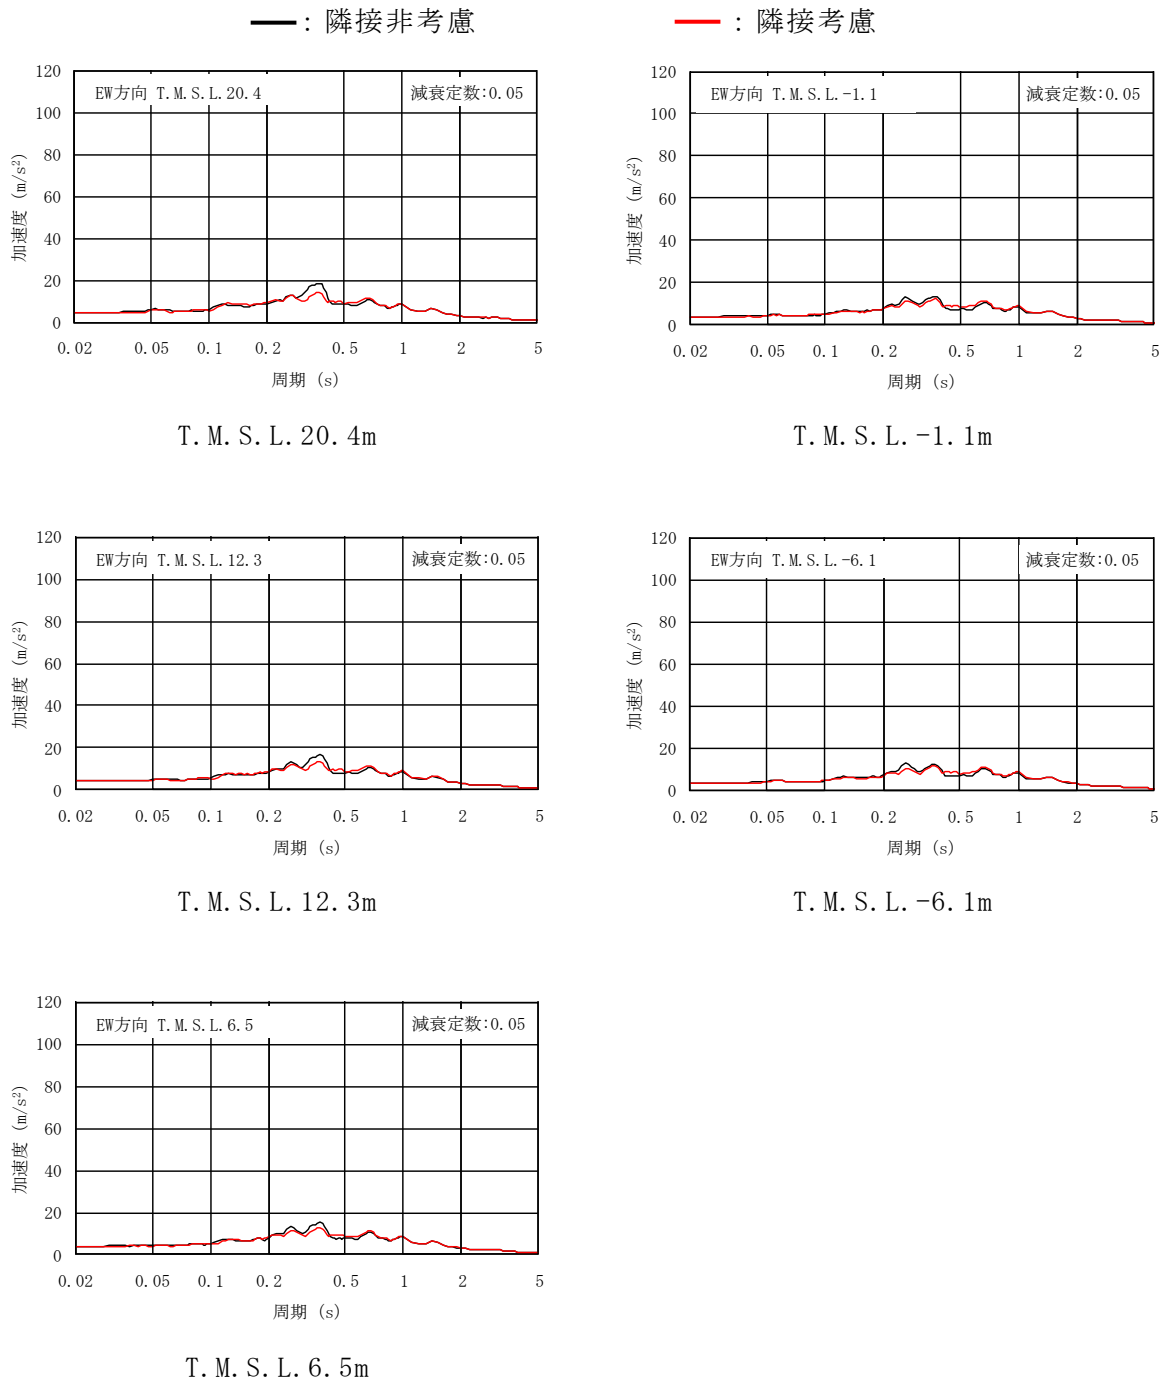 ：隣接非考慮
：隣接考慮
EW方向 T.M.S.L.20.4
減衰定数:0.05
加速度 (m/s²)
120
100
80
60
40
20
0
0.02 0.05 0.1 0.2 0.5 1 2 5
周期 (s)
T.M.S.L.20.4m
EW方向 T.M.S.L.-1.1
減衰定数:0.05
加速度 (m/s²)
120
100
80
60
40
20
0
0.02 0.05 0.1 0.2 0.5 1 2 5
周期 (s)
T.M.S.L.-1.1m
EW方向 T.M.S.L.12.3
減衰定数:0.05
加速度 (m/s²)
120
100
80
60
40
20
0
0.02 0.05 0.1 0.2 0.5 1 2 5
周期 (s)
T.M.S.L.12.3m
EW方向 T.M.S.L.-6.1
減衰定数:0.05
加速度 (m/s²)
120
100
80
60
40
20
0
0.02 0.05 0.1 0.2 0.5 1 2 5
周期 (s)
T.M.S.L.-6.1m
EW方向 T.M.S.L.6.5
減衰定数:0.05
加速度 (m/s²)
120
100
80
60
40
20
0
0.02 0.05 0.1 0.2 0.5 1 2 5
周期 (s)
T.M.S.L.6.5m